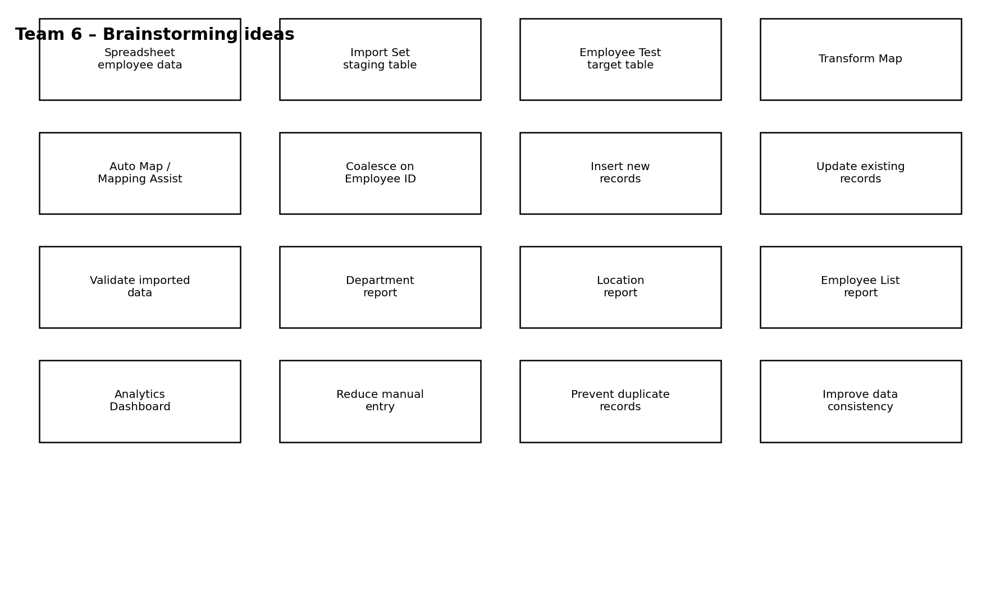 Team 6 – Brainstorming ideas
Spreadsheet
employee data
Import Set
staging table
Employee Test
target table
Transform Map
Auto Map /
Mapping Assist
Coalesce on
Employee ID
Insert new
records
Update existing
records
Validate imported
data
Department
report
Location
report
Employee List
report
Analytics
Dashboard
Reduce manual
entry
Prevent duplicate
records
Improve data
consistency